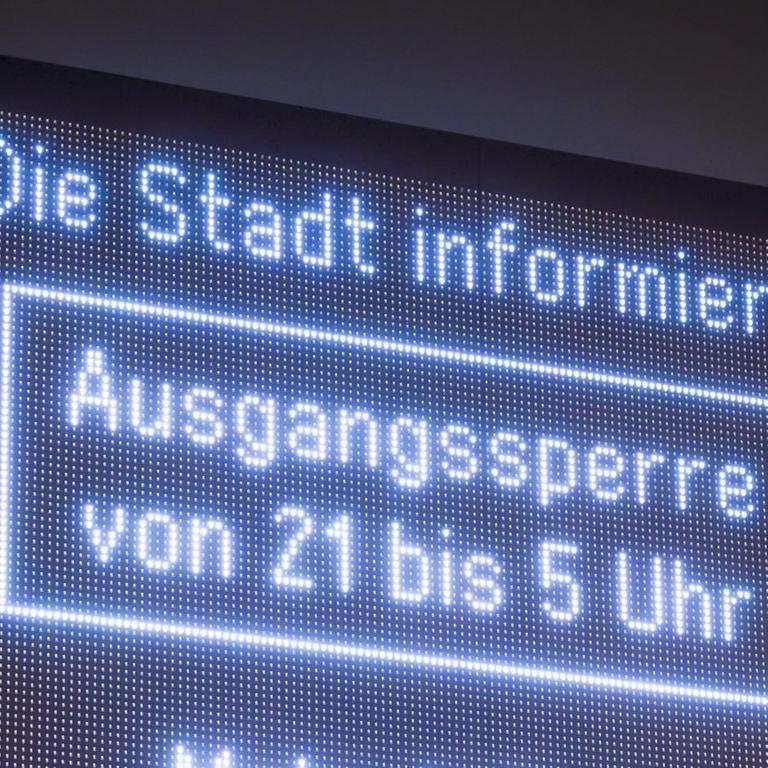 Die Stadt informier
Ausgangssperre
von 21 bis 5 Uhr